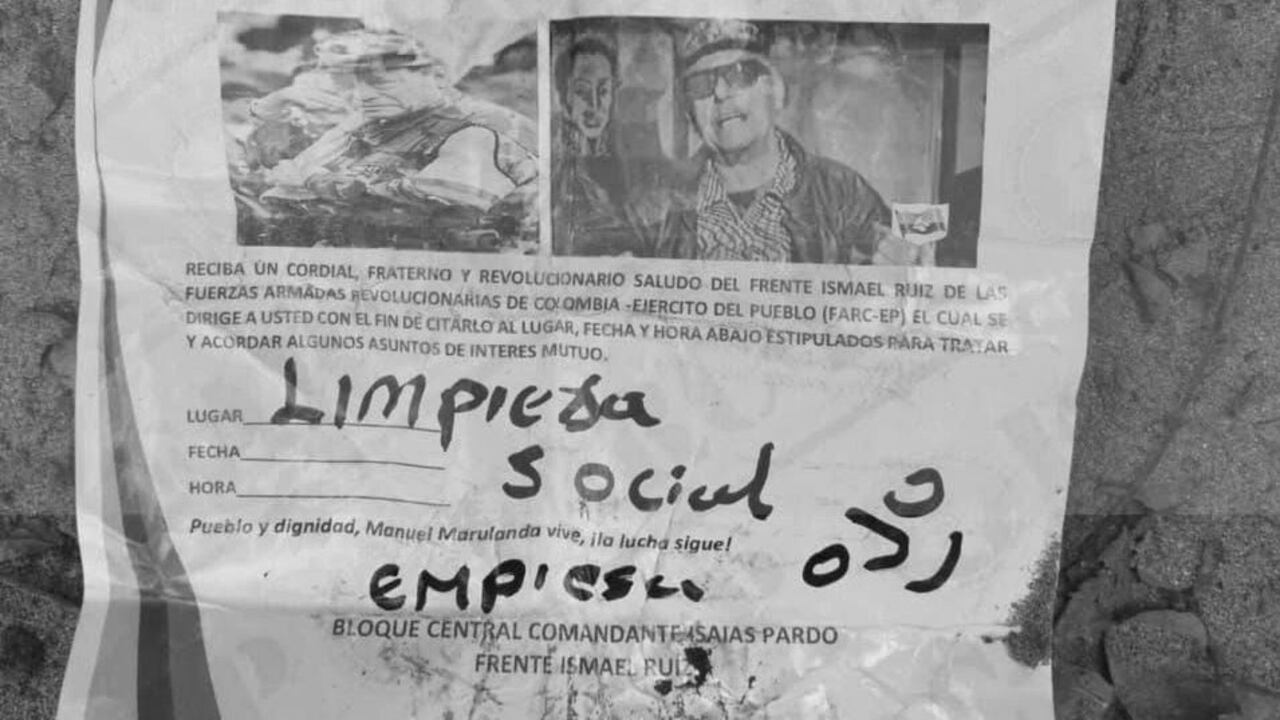 RECIBA UN CORDIAL, FRATERNO Y REVOLUCIONARIO SALUDO DEL FRENTE ISMAEL RUIZ DE LAS
FUERZAS ARMADAS REVOLUCIONARIAS DE COLOMBIA -EJERCITO DEL PUEBLO (FARC-EP) EL CUAL SE
DIRIGE A USTED CON EL FIN DE CITARLO AL LUGAR, FECHA Y HORA ABAJO ESTIPULADOS PARA TRATAR
Y ACORDAR ALGUNOS ASUNTOS DE INTERES MUTUO.
LUGAR LIMPIEZa
FECHA
social
HORA
Pueblo y dignidad, Manuel Marulanda vive, ¡la lucha sigue!
EMPIESa
BLOQUE CENTRAL COMANDANTE ISAIAS PARDO
FRENTE ISMAEL RUIZ